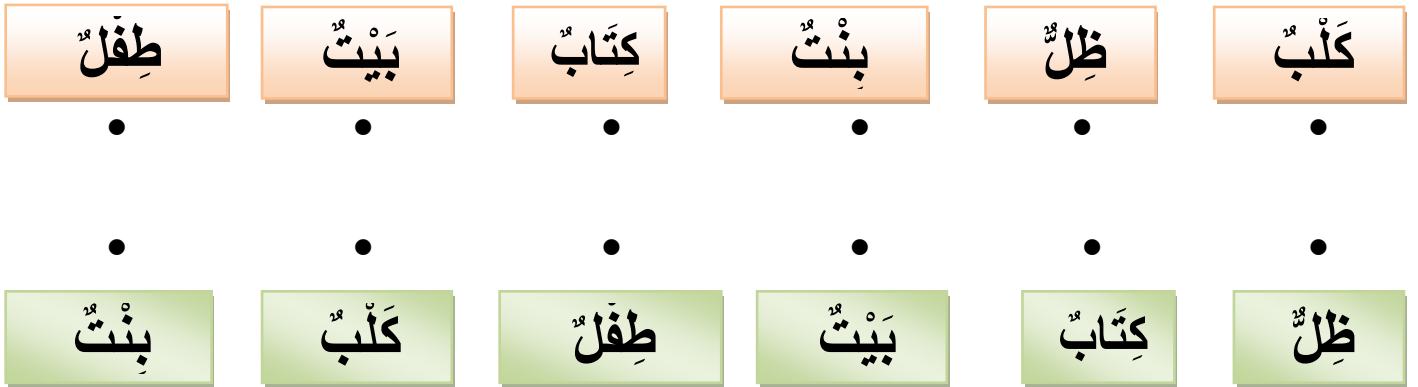 كَلْبٌ ظِلٌّ بِنْتٌ كِتَابٌ بَيْتٌ طِفْلٌ
ظِلٌّ كِتَابٌ بَيْتٌ طِفْلٌ كَلْبٌ بِنْتٌ